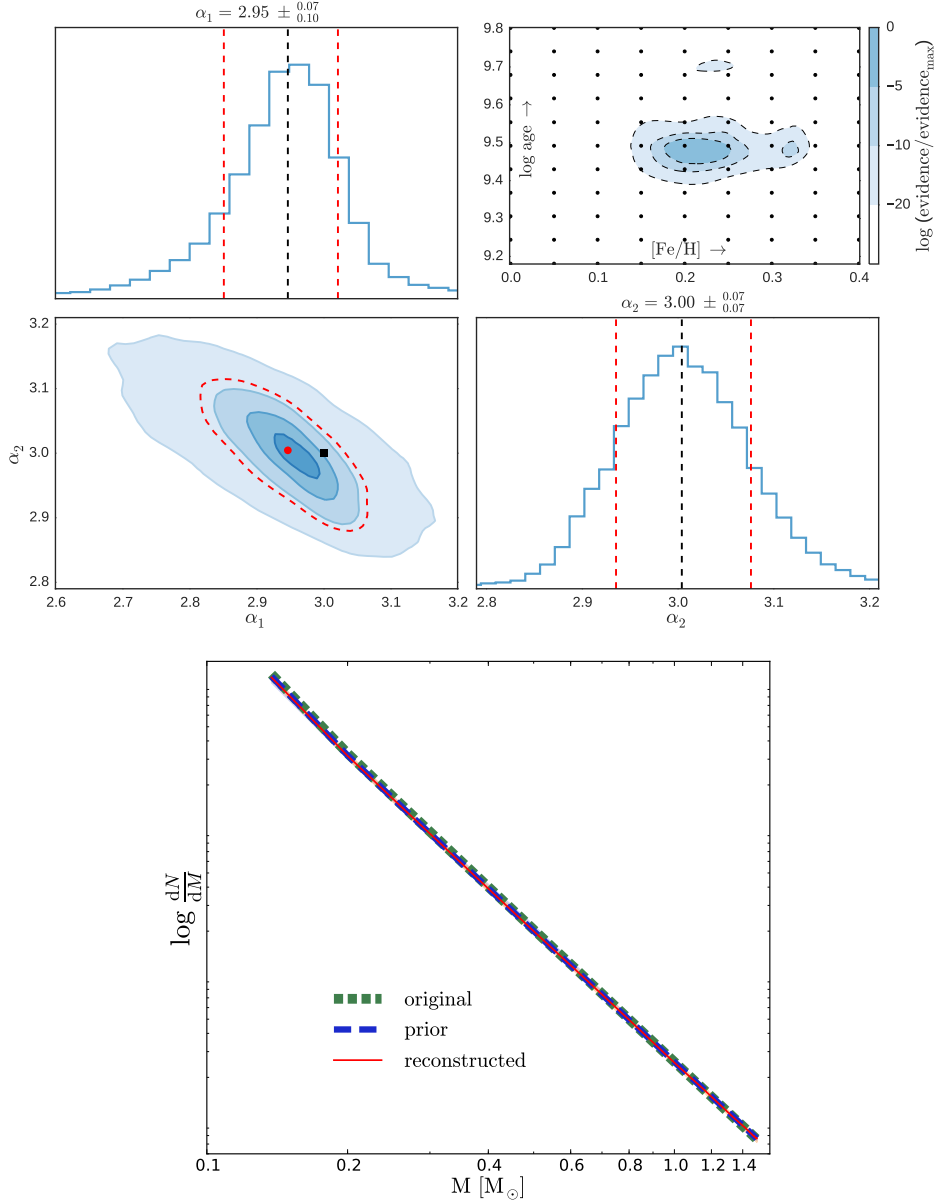 α₁ = 2.95 ± 0.07 0.10
9.8
9.7
9.6
9.5
9.4
9.3
9.2
log age →
[Fe/H] →
0.0 0.1 0.2 0.3 0.4
0
−5
−10
−20
log (evidence/evidence_max)
3.2
3.1
3.0
2.9
2.8
α₂
2.6 2.7 2.8 2.9 3.0 3.1 3.2
α₁
α₂ = 3.00 ± 0.07 0.07
2.8 2.9 3.0 3.1 3.2
α₂
log dN/dM
original
prior
reconstructed
0.1 0.2 0.4 0.6 0.8 1.0 1.2 1.4
M [M⊙]